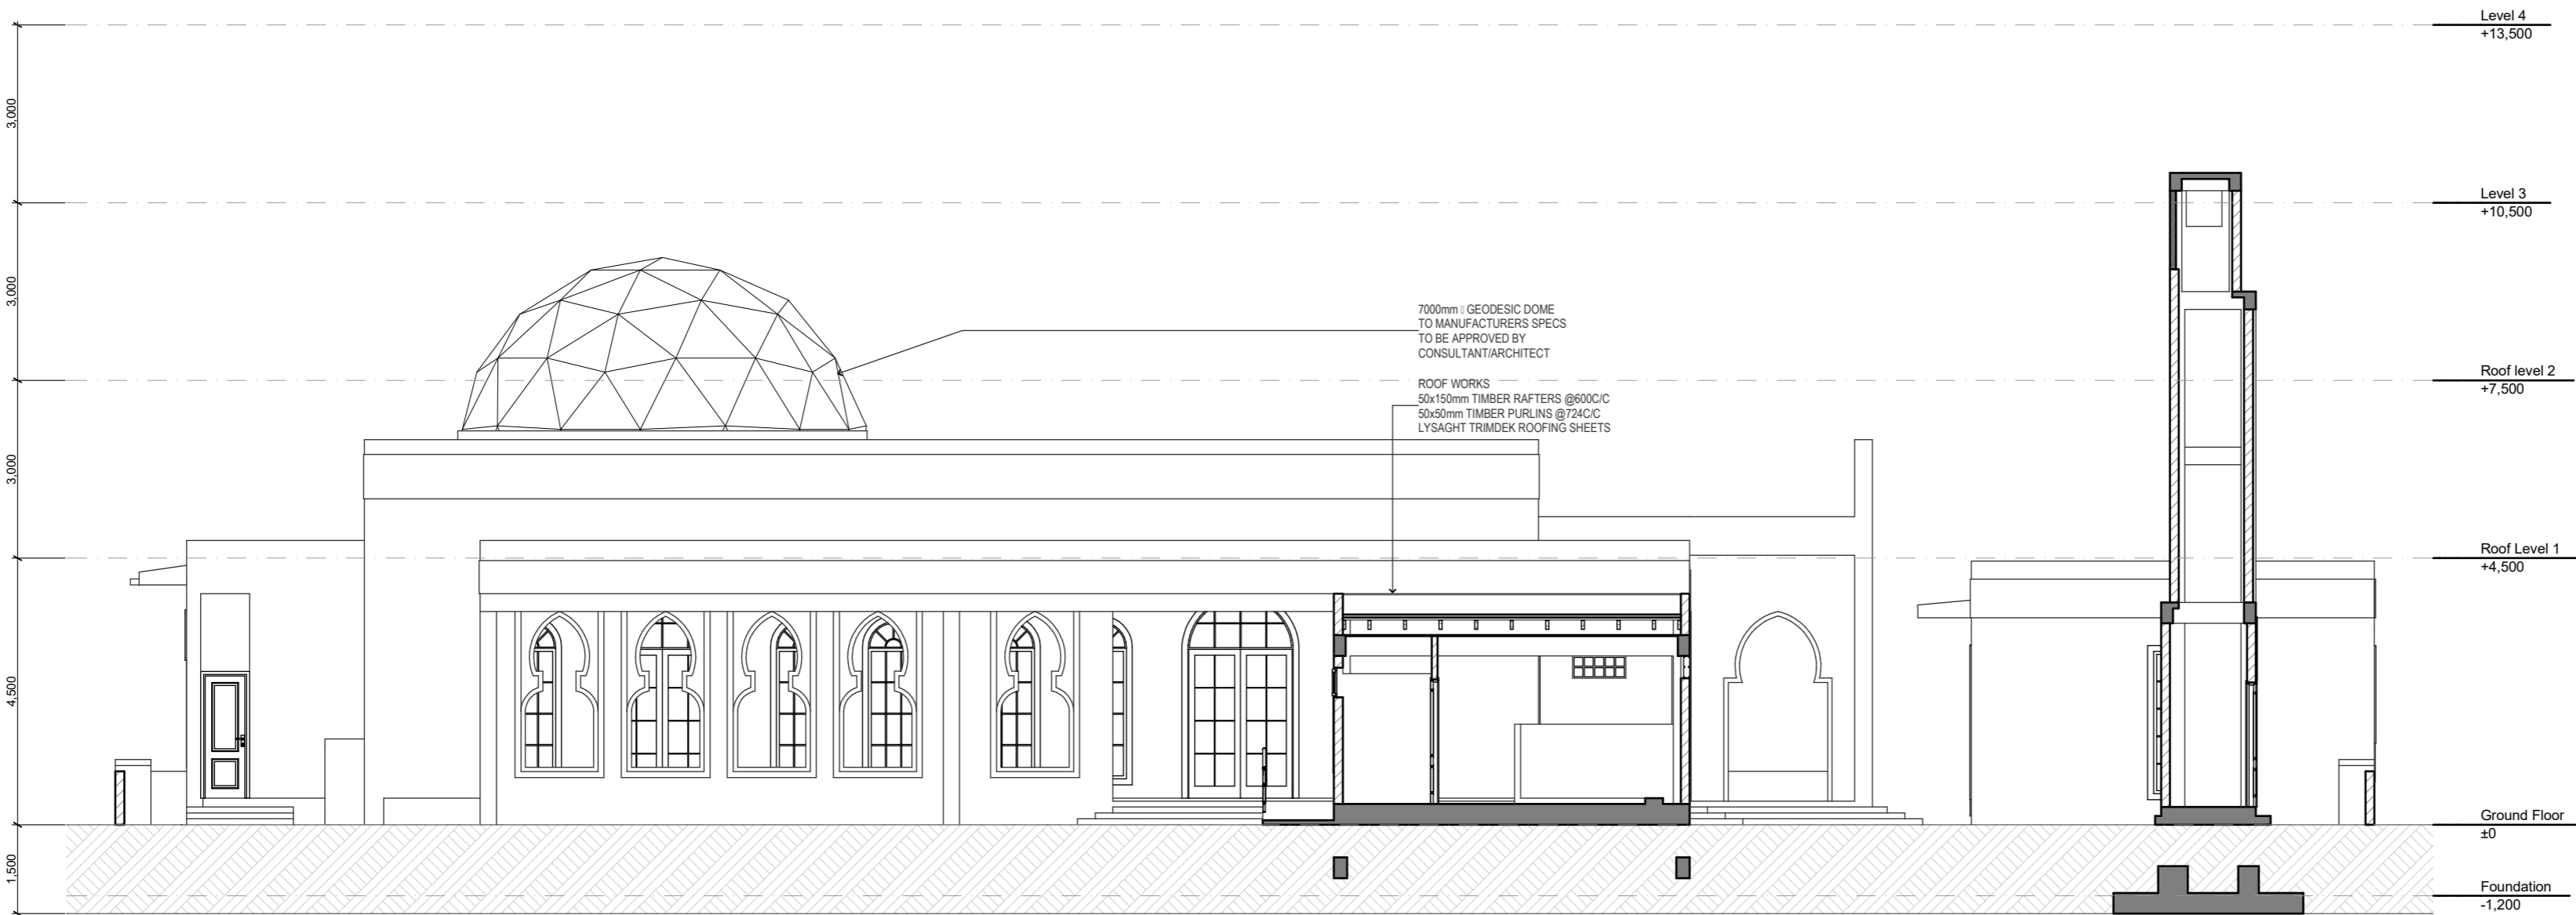 Level 4
+13,500
3,000
Level 3
+10,500
3,000
7000mm ▯ GEODESIC DOME
TO MANUFACTURERS SPECS
TO BE APPROVED BY
CONSULTANT/ARCHITECT
Roof level 2
+7,500
ROOF WORKS
50x150mm TIMBER RAFTERS @600C/C
50x50mm TIMBER PURLINS @724C/C
LYSAGHT TRIMDEK ROOFING SHEETS
3,000
Roof Level 1
+4,500
4,500
Ground Floor
±0
1,500
Foundation
-1,200